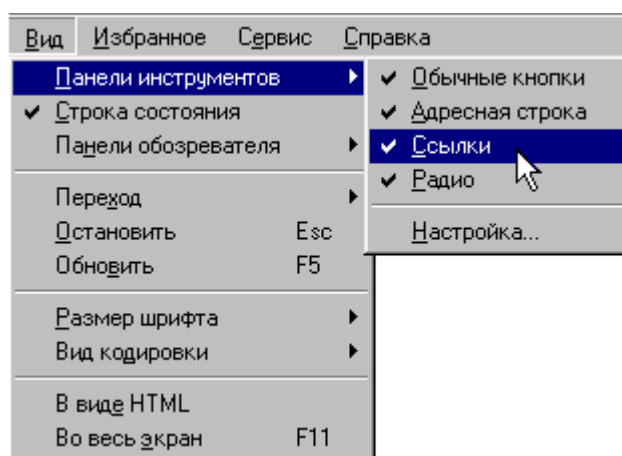 Вид Избранное Сервис Справка
Панели инструментов
Строка состояния
Панели обозревателя
Переход
Остановить Esc
Обновить F5
Размер шрифта
Вид кодировки
В виде HTML
Во весь экран F11
Обычные кнопки
Адресная строка
Ссылки
Радио
Настройка...